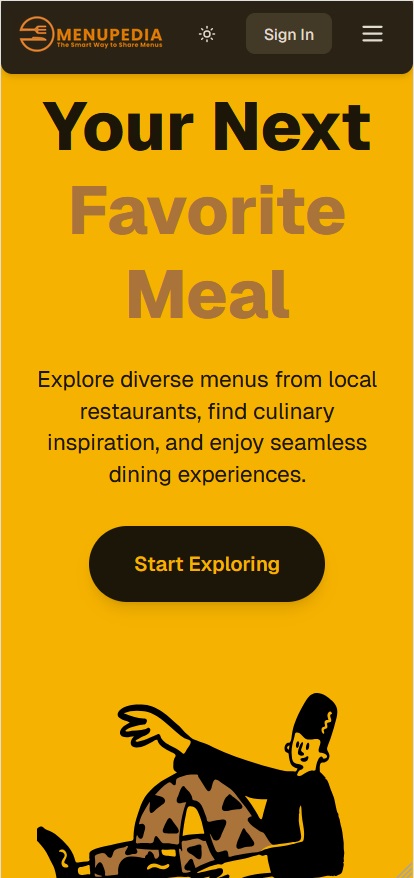 MENUPEDIA
The Smart Way to Share Menus
Sign In
Your Next
Favorite
Meal
Explore diverse menus from local
restaurants, find culinary
inspiration, and enjoy seamless
dining experiences.
Start Exploring